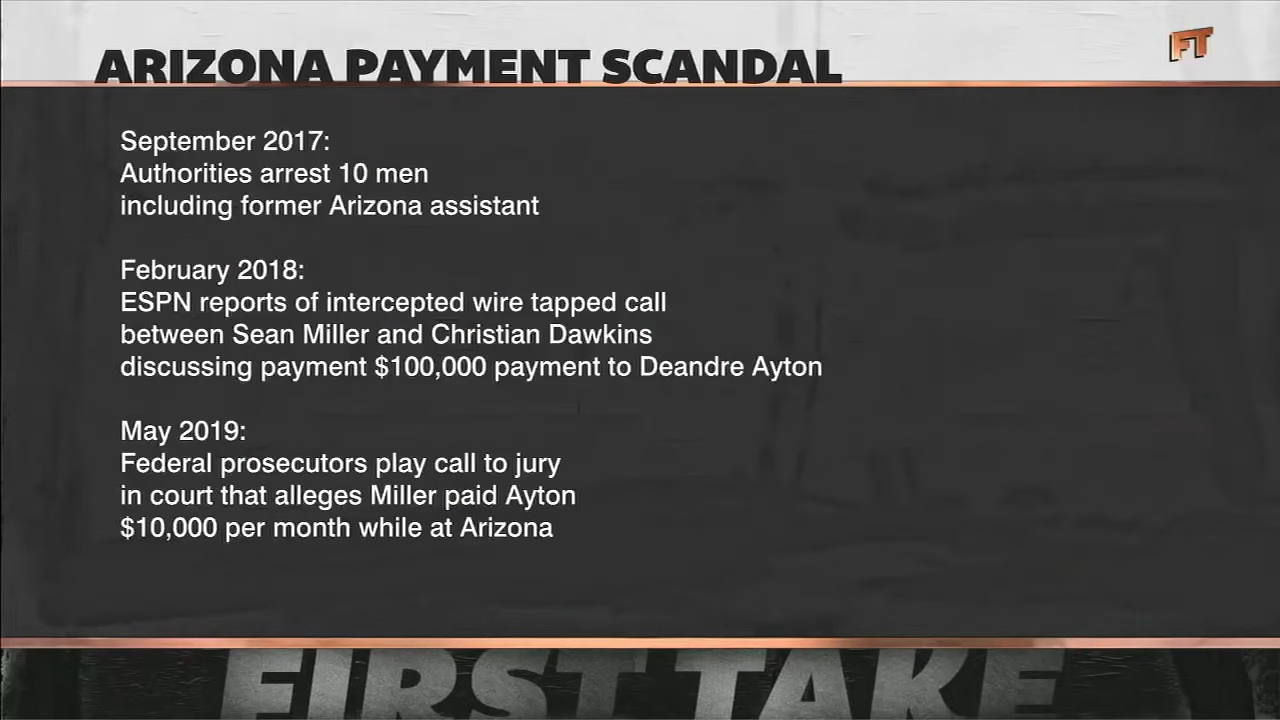 ARIZONA PAYMENT SCANDAL
FT
September 2017:
Authorities arrest 10 men
including former Arizona assistant
February 2018:
ESPN reports of intercepted wire tapped call
between Sean Miller and Christian Dawkins
discussing payment $100,000 payment to Deandre Ayton
May 2019:
Federal prosecutors play call to jury
in court that alleges Miller paid Ayton
$10,000 per month while at Arizona
FIRST TAKE